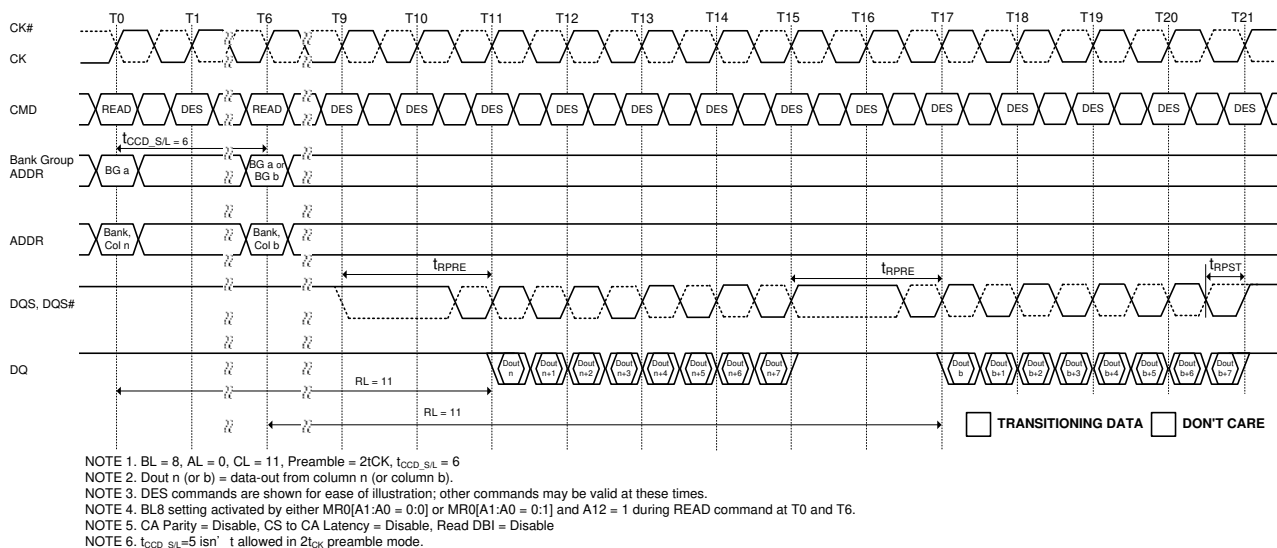 T0 T1 T6 T9 T10 T11 T12 T13 T14 T15 T16 T17 T18 T19 T20 T21
CK#
CK
CMD READ DES READ DES DES DES DES DES DES DES DES DES DES DES DES DES
tCCD_S/L = 6
Bank Group
ADDR
BG a
BG a or
BG b
ADDR
Bank,
Col n
Bank,
Col b
tRPRE tRPRE tRPST
DQS, DQS#
DQ
Dout
n
Dout
n+1
Dout
n+2
Dout
n+3
Dout
n+4
Dout
n+5
Dout
n+6
Dout
n+7
Dout
b
Dout
b+1
Dout
b+2
Dout
b+3
Dout
b+4
Dout
b+5
Dout
b+6
Dout
b+7
RL = 11
RL = 11
TRANSITIONING DATA DON'T CARE
NOTE 1. BL = 8, AL = 0, CL = 11, Preamble = 2tCK, tCCD_S/L = 6
NOTE 2. Dout n (or b) = data-out from column n (or column b).
NOTE 3. DES commands are shown for ease of illustration; other commands may be valid at these times.
NOTE 4. BL8 setting activated by either MR0[A1:A0 = 0:0] or MR0[A1:A0 = 0:1] and A12 = 1 during READ command at T0 and T6.
NOTE 5. CA Parity = Disable, CS to CA Latency = Disable, Read DBI = Disable
NOTE 6. tCCD_S/L=5 isn' t allowed in 2tCK preamble mode.